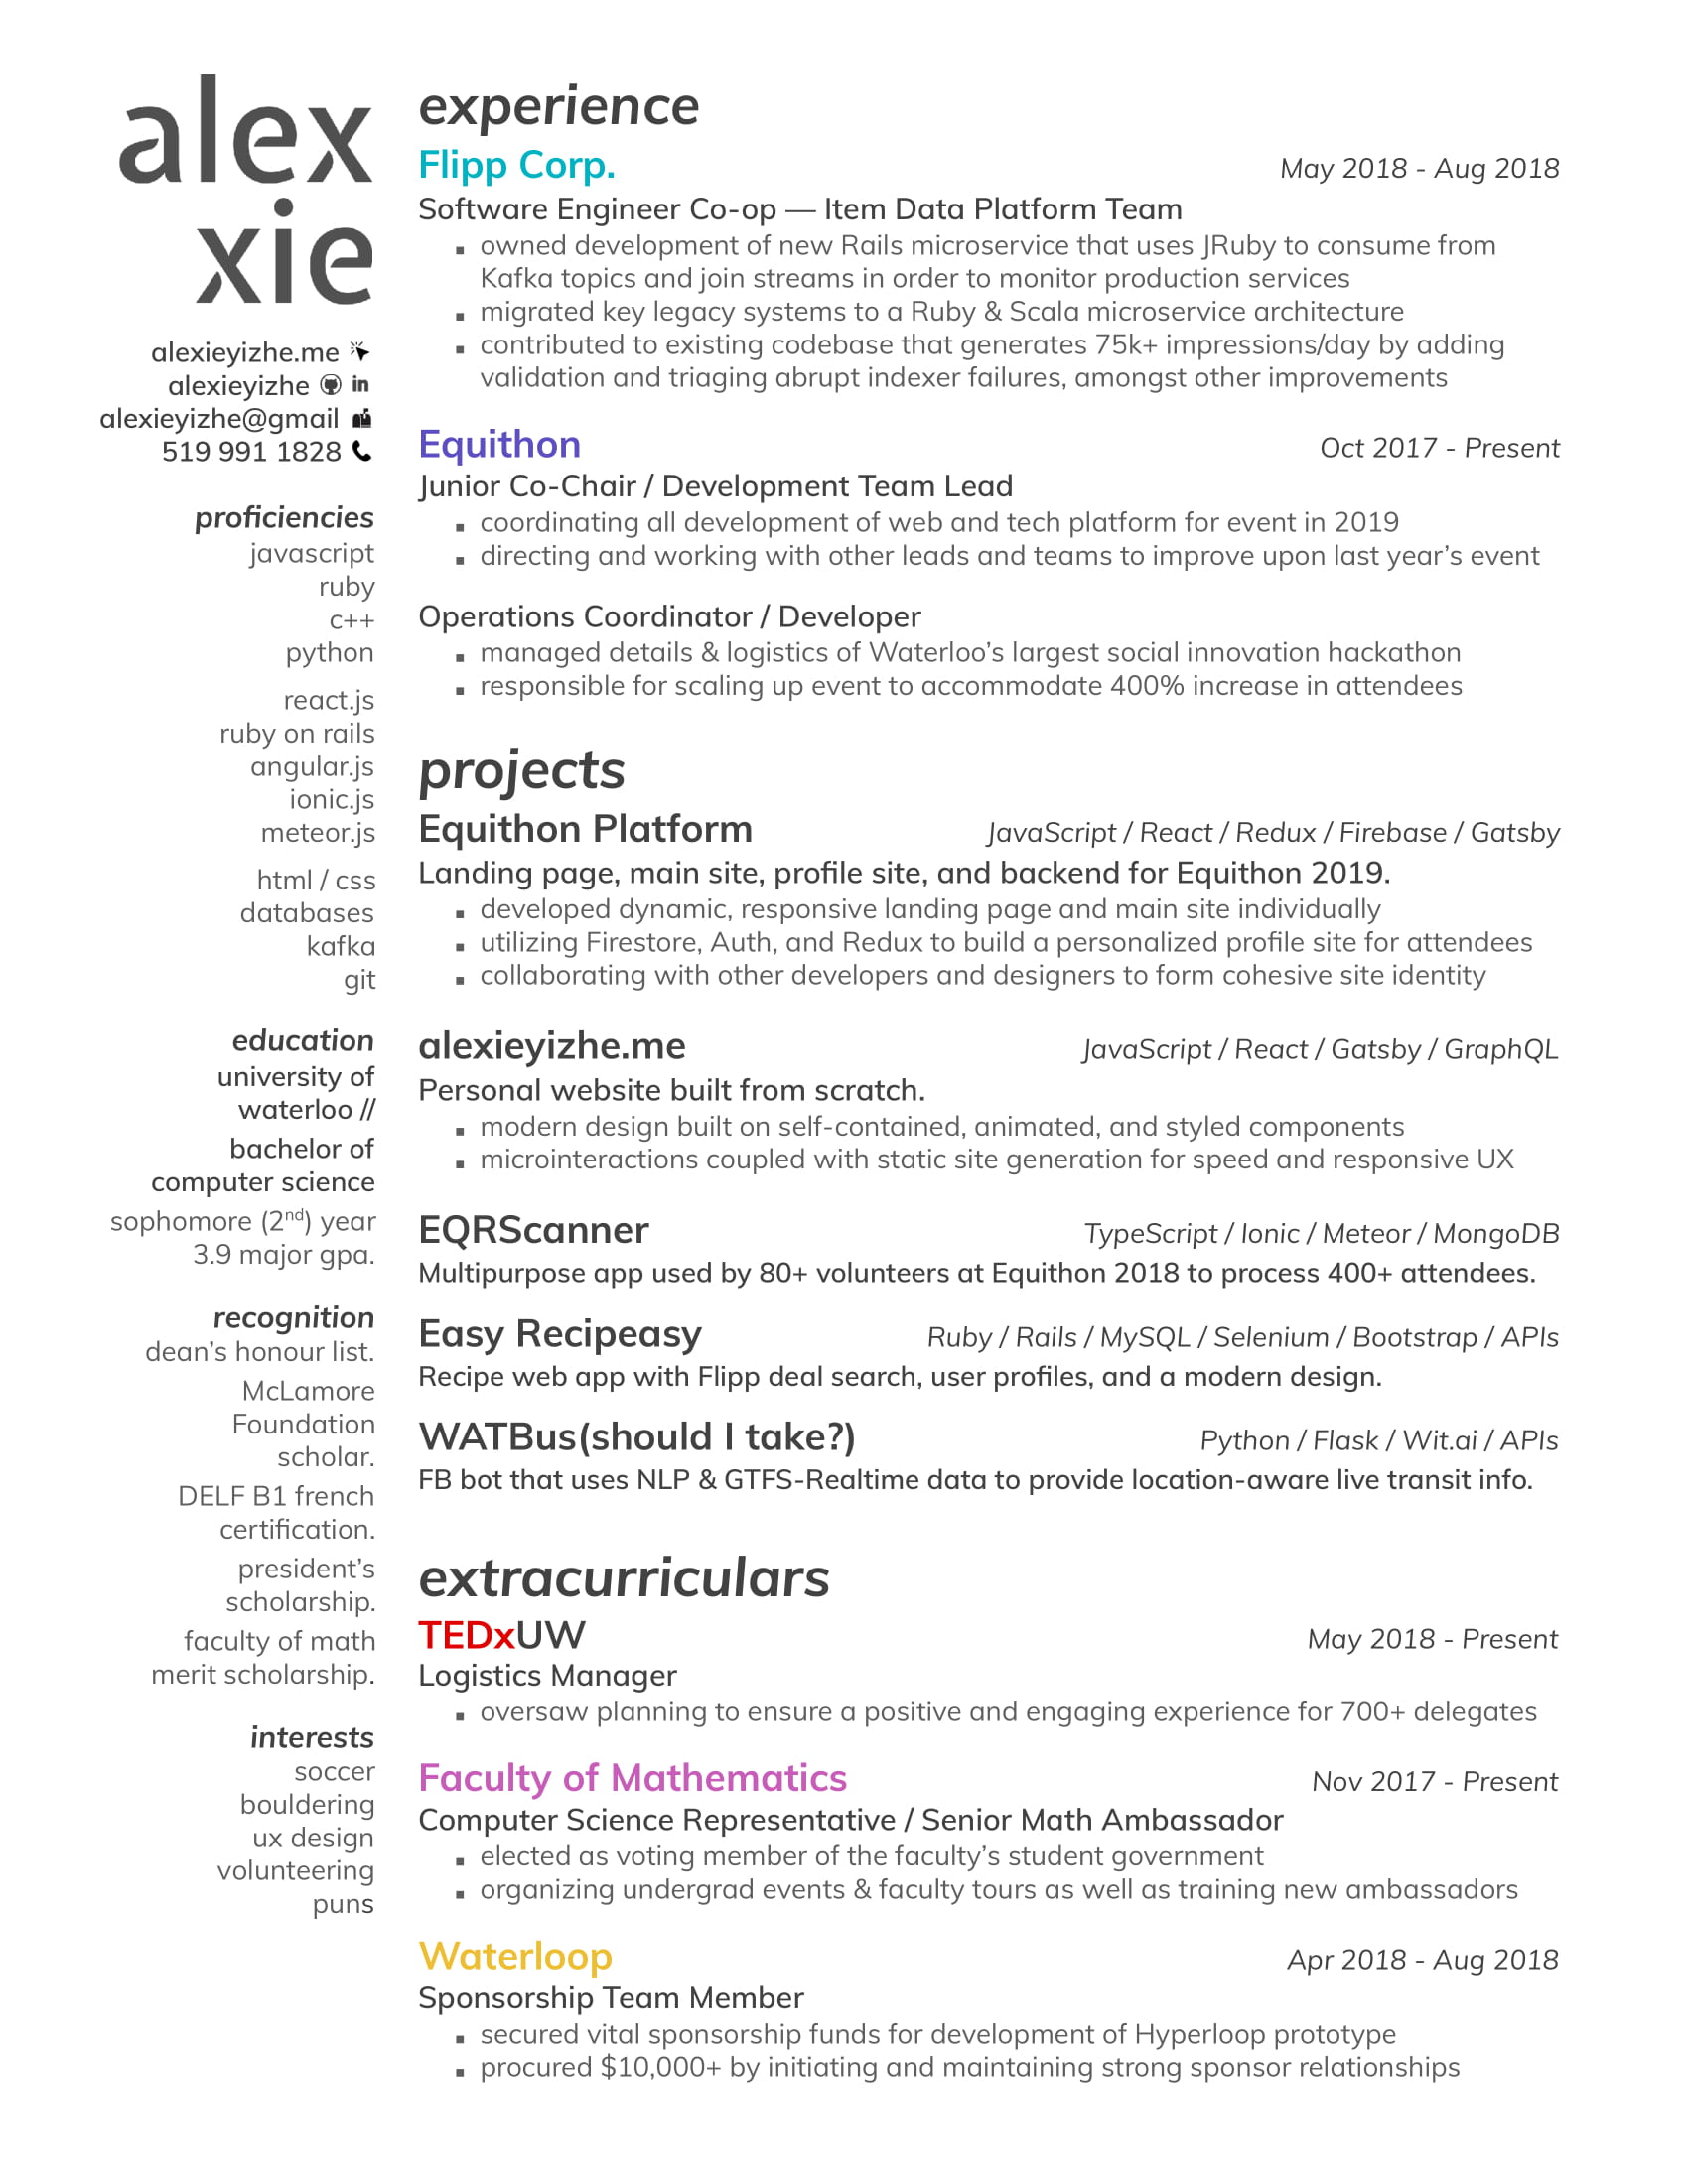 alex
xie
alexieyizhe.me
alexieyizhe
alexieyizhe@gmail
519 991 1828
proficiencies
javascript
ruby
c++
python
react.js
ruby on rails
angular.js
ionic.js
meteor.js
html / css
databases
kafka
git
education
university of
waterloo //
bachelor of
computer science
sophomore (2nd) year
3.9 major gpa.
recognition
dean’s honour list.
McLamore
Foundation
scholar.
DELF B1 french
certification.
president’s
scholarship.
faculty of math
merit scholarship.
interests
soccer
bouldering
ux design
volunteering
puns
experience
Flipp Corp. May 2018 - Aug 2018
Software Engineer Co-op — Item Data Platform Team
▪ owned development of new Rails microservice that uses JRuby to consume from
Kafka topics and join streams in order to monitor production services
▪ migrated key legacy systems to a Ruby & Scala microservice architecture
▪ contributed to existing codebase that generates 75k+ impressions/day by adding
validation and triaging abrupt indexer failures, amongst other improvements
Equithon Oct 2017 - Present
Junior Co-Chair / Development Team Lead
▪ coordinating all development of web and tech platform for event in 2019
▪ directing and working with other leads and teams to improve upon last year’s event
Operations Coordinator / Developer
▪ managed details & logistics of Waterloo’s largest social innovation hackathon
▪ responsible for scaling up event to accommodate 400% increase in attendees
projects
Equithon Platform JavaScript / React / Redux / Firebase / Gatsby
Landing page, main site, profile site, and backend for Equithon 2019.
▪ developed dynamic, responsive landing page and main site individually
▪ utilizing Firestore, Auth, and Redux to build a personalized profile site for attendees
▪ collaborating with other developers and designers to form cohesive site identity
alexieyizhe.me JavaScript / React / Gatsby / GraphQL
Personal website built from scratch.
▪ modern design built on self-contained, animated, and styled components
▪ microinteractions coupled with static site generation for speed and responsive UX
EQRScanner TypeScript / Ionic / Meteor / MongoDB
Multipurpose app used by 80+ volunteers at Equithon 2018 to process 400+ attendees.
Easy Recipeasy Ruby / Rails / MySQL / Selenium / Bootstrap / APIs
Recipe web app with Flipp deal search, user profiles, and a modern design.
WATBus(should I take?) Python / Flask / Wit.ai / APIs
FB bot that uses NLP & GTFS-Realtime data to provide location-aware live transit info.
extracurriculars
TEDxUW May 2018 - Present
Logistics Manager
▪ oversaw planning to ensure a positive and engaging experience for 700+ delegates
Faculty of Mathematics Nov 2017 - Present
Computer Science Representative / Senior Math Ambassador
▪ elected as voting member of the faculty’s student government
▪ organizing undergrad events & faculty tours as well as training new ambassadors
Waterloop Apr 2018 - Aug 2018
Sponsorship Team Member
▪ secured vital sponsorship funds for development of Hyperloop prototype
▪ procured $10,000+ by initiating and maintaining strong sponsor relationships